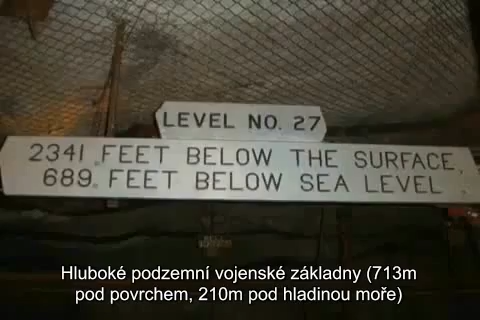 LEVEL NO. 27
2341 FEET BELOW THE SURFACE,
689 FEET BELOW SEA LEVEL
Hluboké podzemní vojenské základny (713m
pod povrchem, 210m pod hladinou moře)